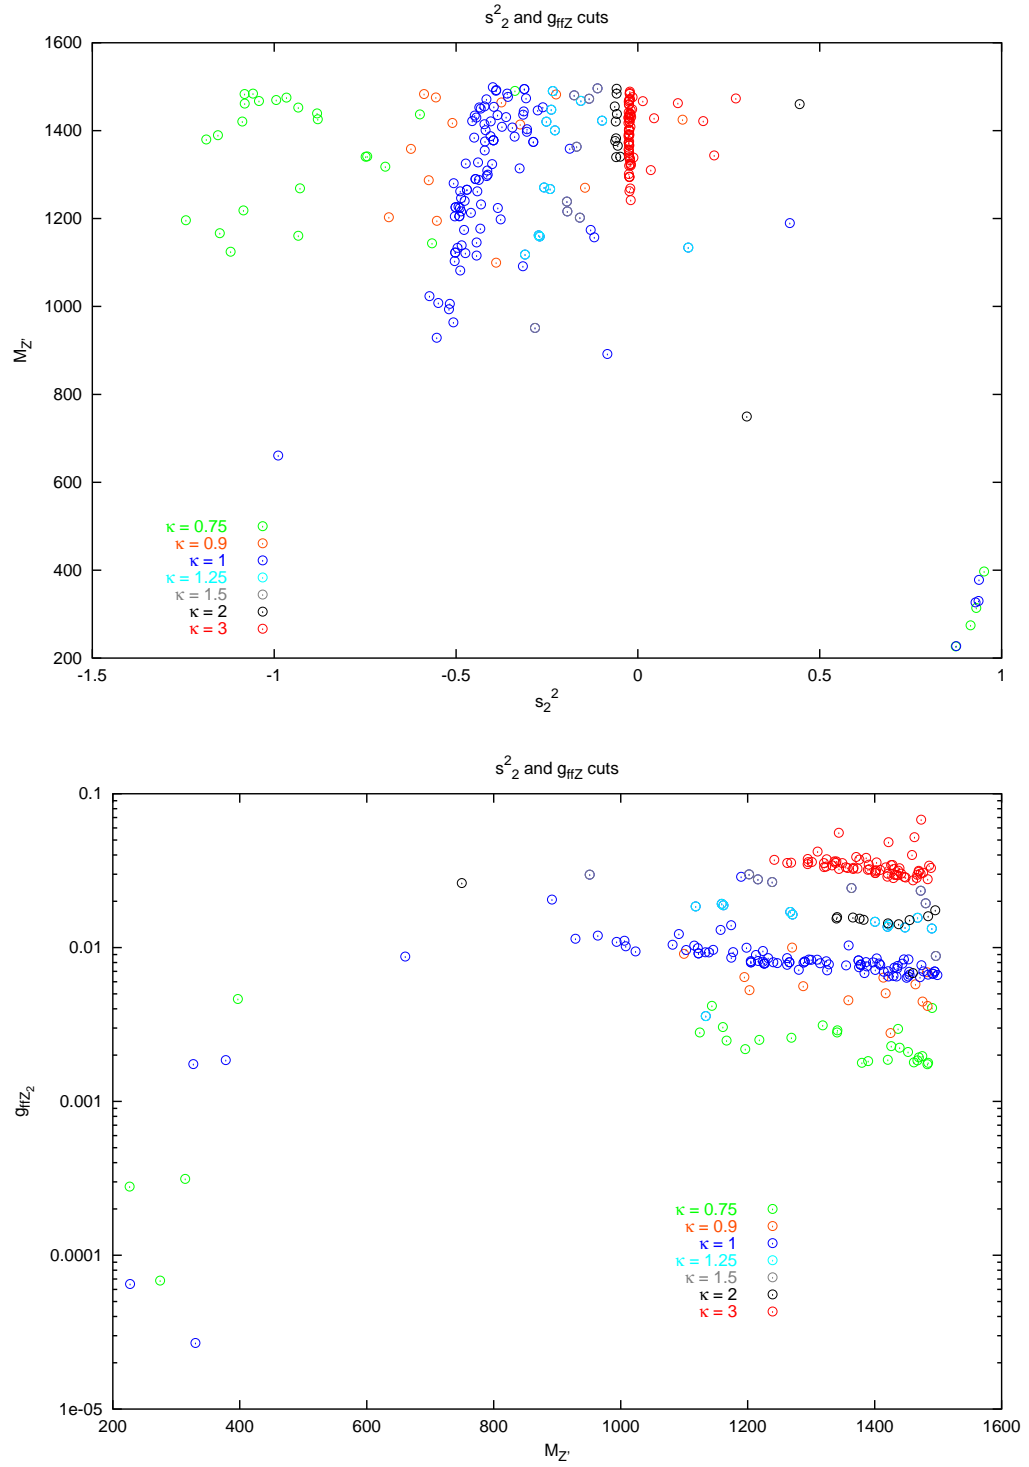 s²₂ and g_ffZ cuts
1600
1400
1200
1000
800
600
400
200
M_Z'
κ = 0.75
κ = 0.9
κ = 1
κ = 1.25
κ = 1.5
κ = 2
κ = 3
-1.5 -1 -0.5 0 0.5 1
s₂²
s²₂ and g_ffZ cuts
0.1
0.01
0.001
0.0001
1e-05
g_ffZ₂
κ = 0.75
κ = 0.9
κ = 1
κ = 1.25
κ = 1.5
κ = 2
κ = 3
200 400 600 800 1000 1200 1400 1600
M_Z'